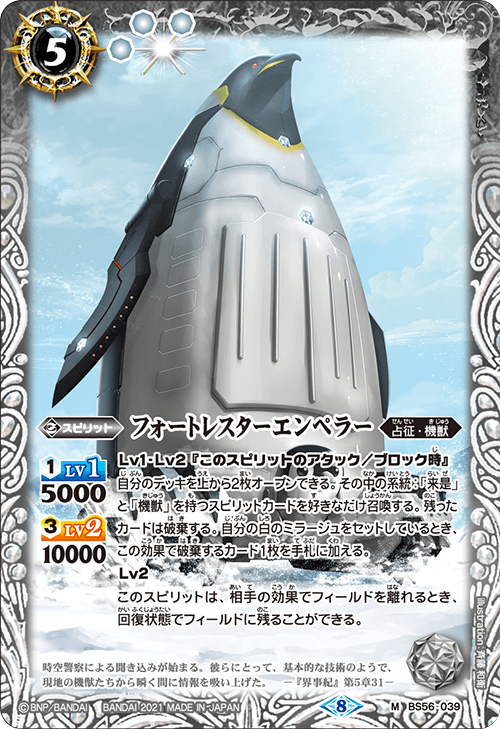 5
スピリット
フォートレスターエンペラー
占征・機獣
せんせい きじゅう
1 LV1
5000
3 LV2
10000
Lv1・Lv2『このスピリットのアタック／ブロック時』
自分のデッキを上から2枚オープンできる。その中の系統：「来是」
と「機獣」を持つスピリットカードを好きなだけ召喚する。残った
カードは破棄する。自分の白のミラージュをセットしているとき、
この効果で破棄するカード1枚を手札に加える。
Lv2
このスピリットは、相手の効果でフィールドを離れるとき、
回復状態でフィールドに残ることができる。
時空警察による聞き込みが始まる。彼らにとって、基本的な技術のようで、
現地の機獣たちから瞬く間に情報を吸い上げた。 －『界事紀』第5章31－
Illustration：
©BNP/BANDAI
©BANDAI 2021 MADE IN JAPAN
8
M BS56-039